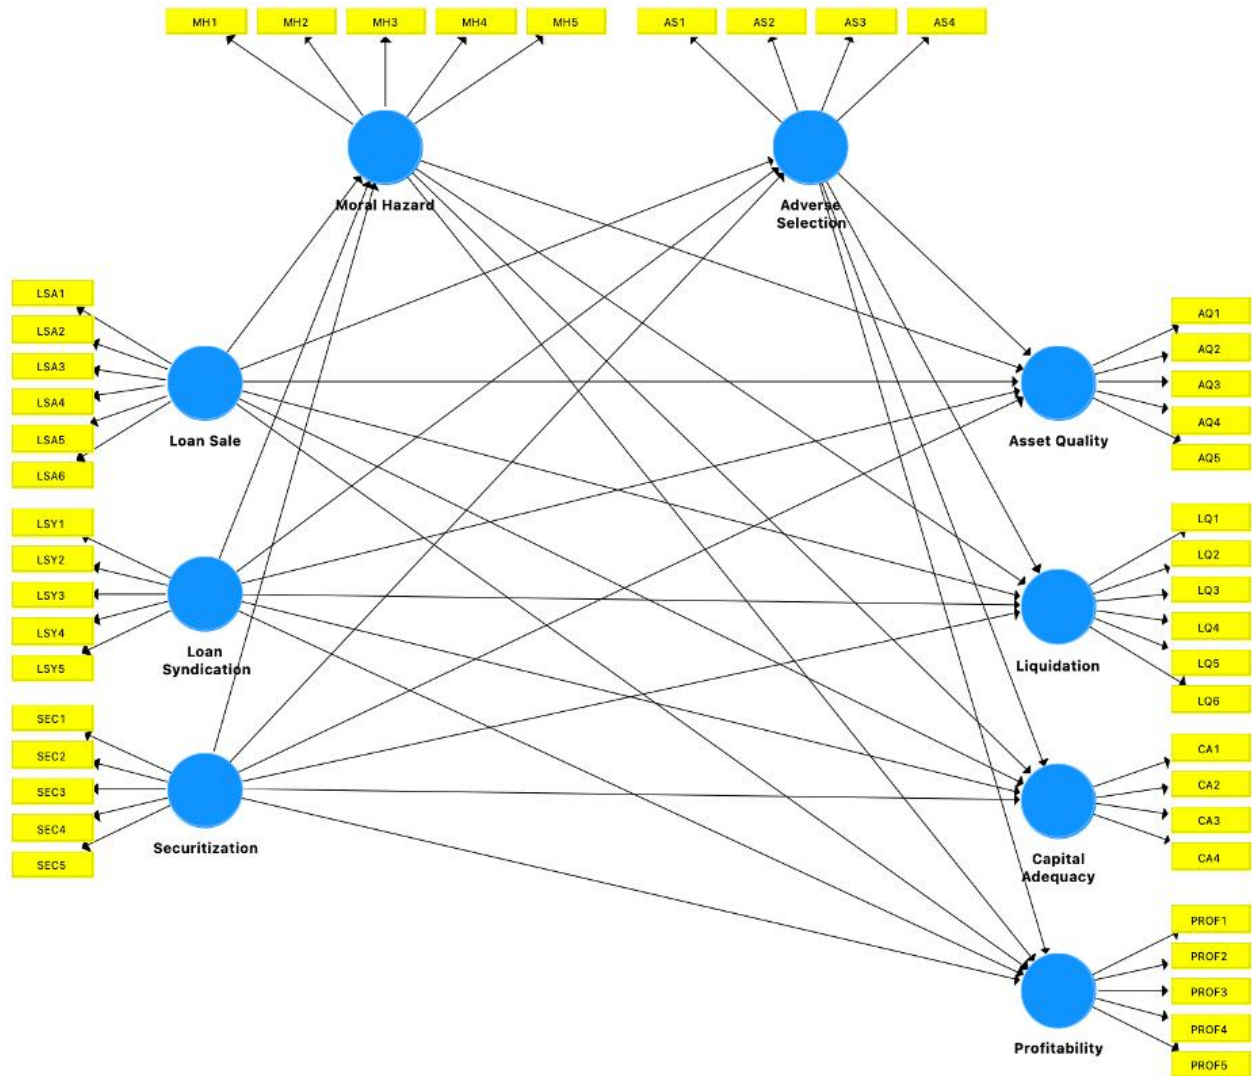 MH1
MH2
MH3
MH4
MH5
AS1
AS2
AS3
AS4
Moral Hazard
Adverse
Selection
LSA1
LSA2
LSA3
LSA4
LSA5
LSA6
Loan Sale
AQ1
AQ2
AQ3
AQ4
AQ5
Asset Quality
LSY1
LSY2
LSY3
LSY4
LSY5
Loan
Syndication
LQ1
LQ2
LQ3
LQ4
LQ5
LQ6
Liquidation
SEC1
SEC2
SEC3
SEC4
SEC5
Securitization
CA1
CA2
CA3
CA4
Capital
Adequacy
PROF1
PROF2
PROF3
PROF4
PROF5
Profitability